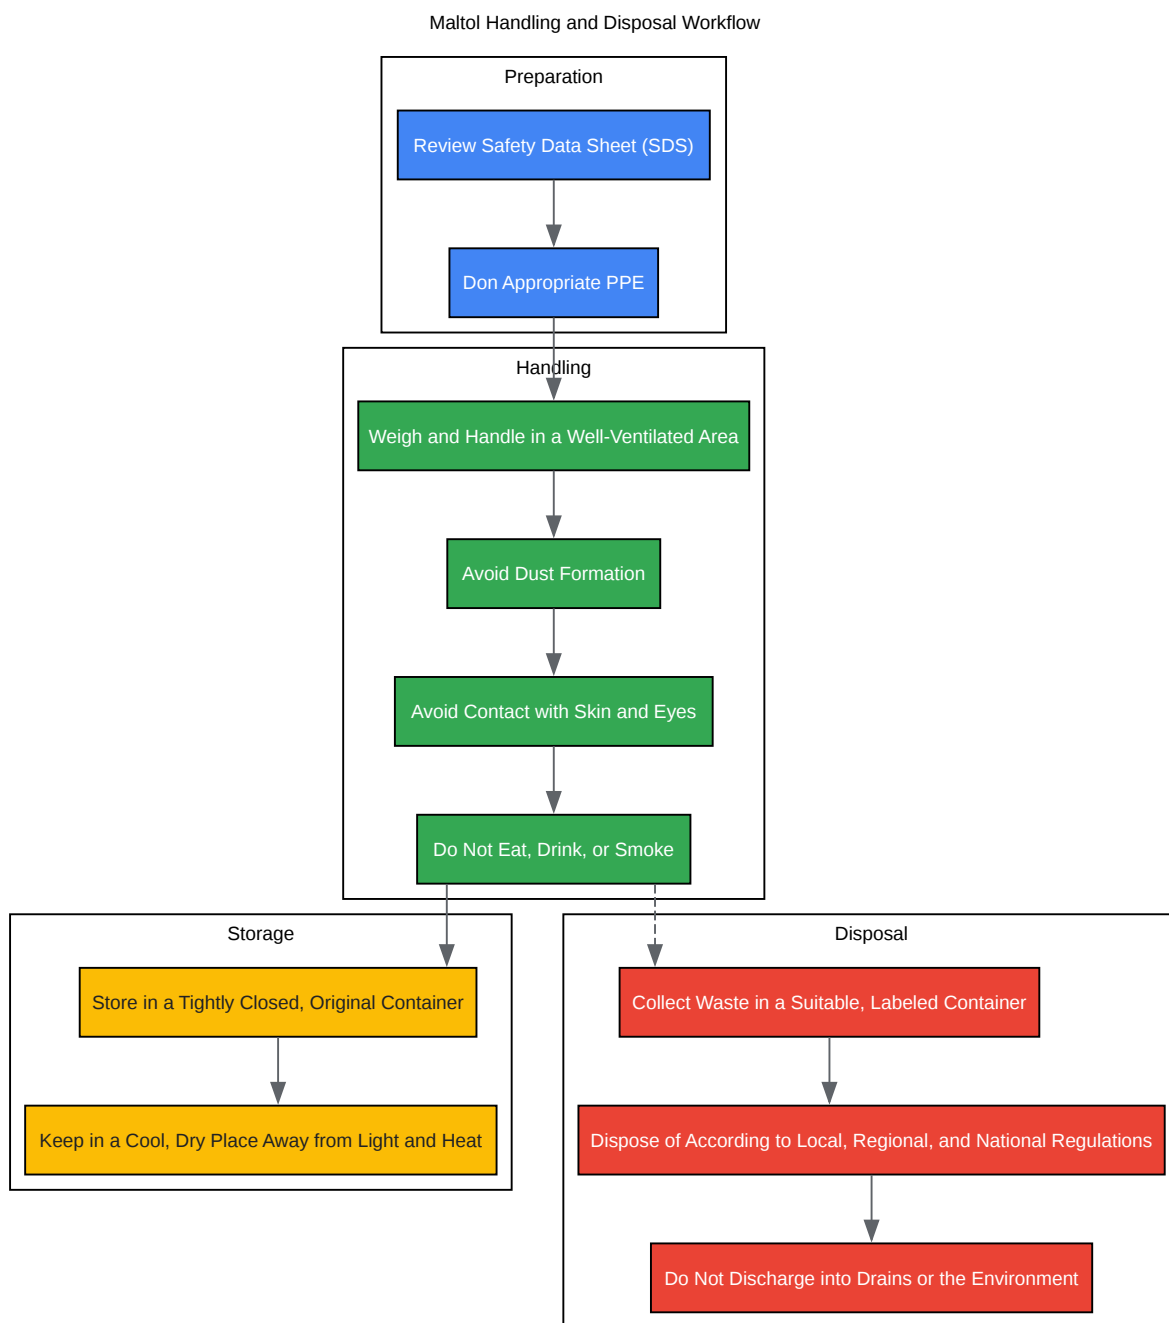 Maltol Handling and Disposal Workflow
Preparation
Review Safety Data Sheet (SDS)
Don Appropriate PPE
Handling
Weigh and Handle in a Well-Ventilated Area
Avoid Dust Formation
Avoid Contact with Skin and Eyes
Do Not Eat, Drink, or Smoke
Storage
Store in a Tightly Closed, Original Container
Keep in a Cool, Dry Place Away from Light and Heat
Disposal
Collect Waste in a Suitable, Labeled Container
Dispose of According to Local, Regional, and National Regulations
Do Not Discharge into Drains or the Environment